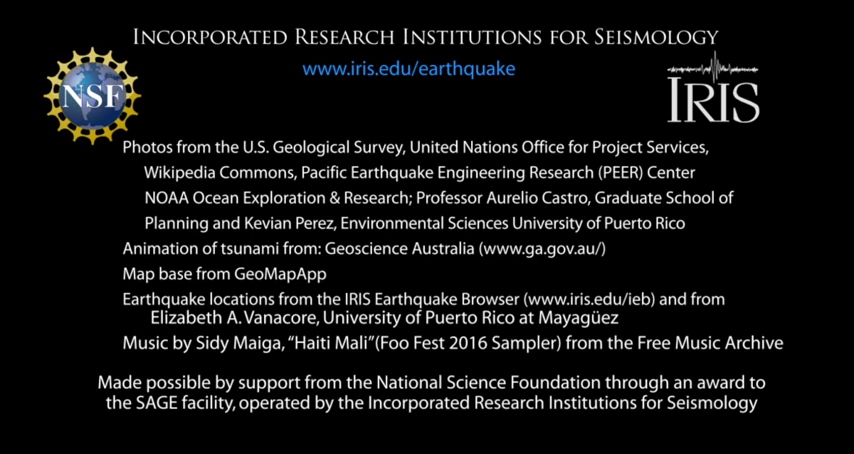 INCORPORATED RESEARCH INSTITUTIONS FOR SEISMOLOGY
www.iris.edu/earthquake
NSF
IRIS
Photos from the U.S. Geological Survey, United Nations Office for Project Services,
Wikipedia Commons, Pacific Earthquake Engineering Research (PEER) Center
NOAA Ocean Exploration & Research; Professor Aurelio Castro, Graduate School of
Planning and Kevian Perez, Environmental Sciences University of Puerto Rico
Animation of tsunami from: Geoscience Australia (www.ga.gov.au/)
Map base from GeoMapApp
Earthquake locations from the IRIS Earthquake Browser (www.iris.edu/ieb) and from
Elizabeth A. Vanacore, University of Puerto Rico at Mayagüez
Music by Sidy Maiga, “Haiti Mali”(Foo Fest 2016 Sampler) from the Free Music Archive
Made possible by support from the National Science Foundation through an award to
the SAGE facility, operated by the Incorporated Research Institutions for Seismology